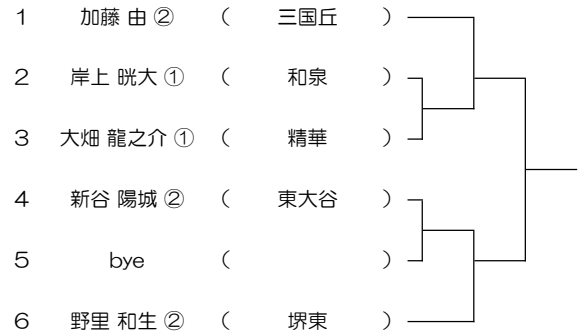 1 加藤 由 ② （ 三国丘 ）
2 岸上 晄大 ① （ 和泉 ）
3 大畑 龍之介 ① （ 精華 ）
4 新谷 陽城 ② （ 東大谷 ）
5 bye （ ）
6 野里 和生 ② （ 堺東 ）